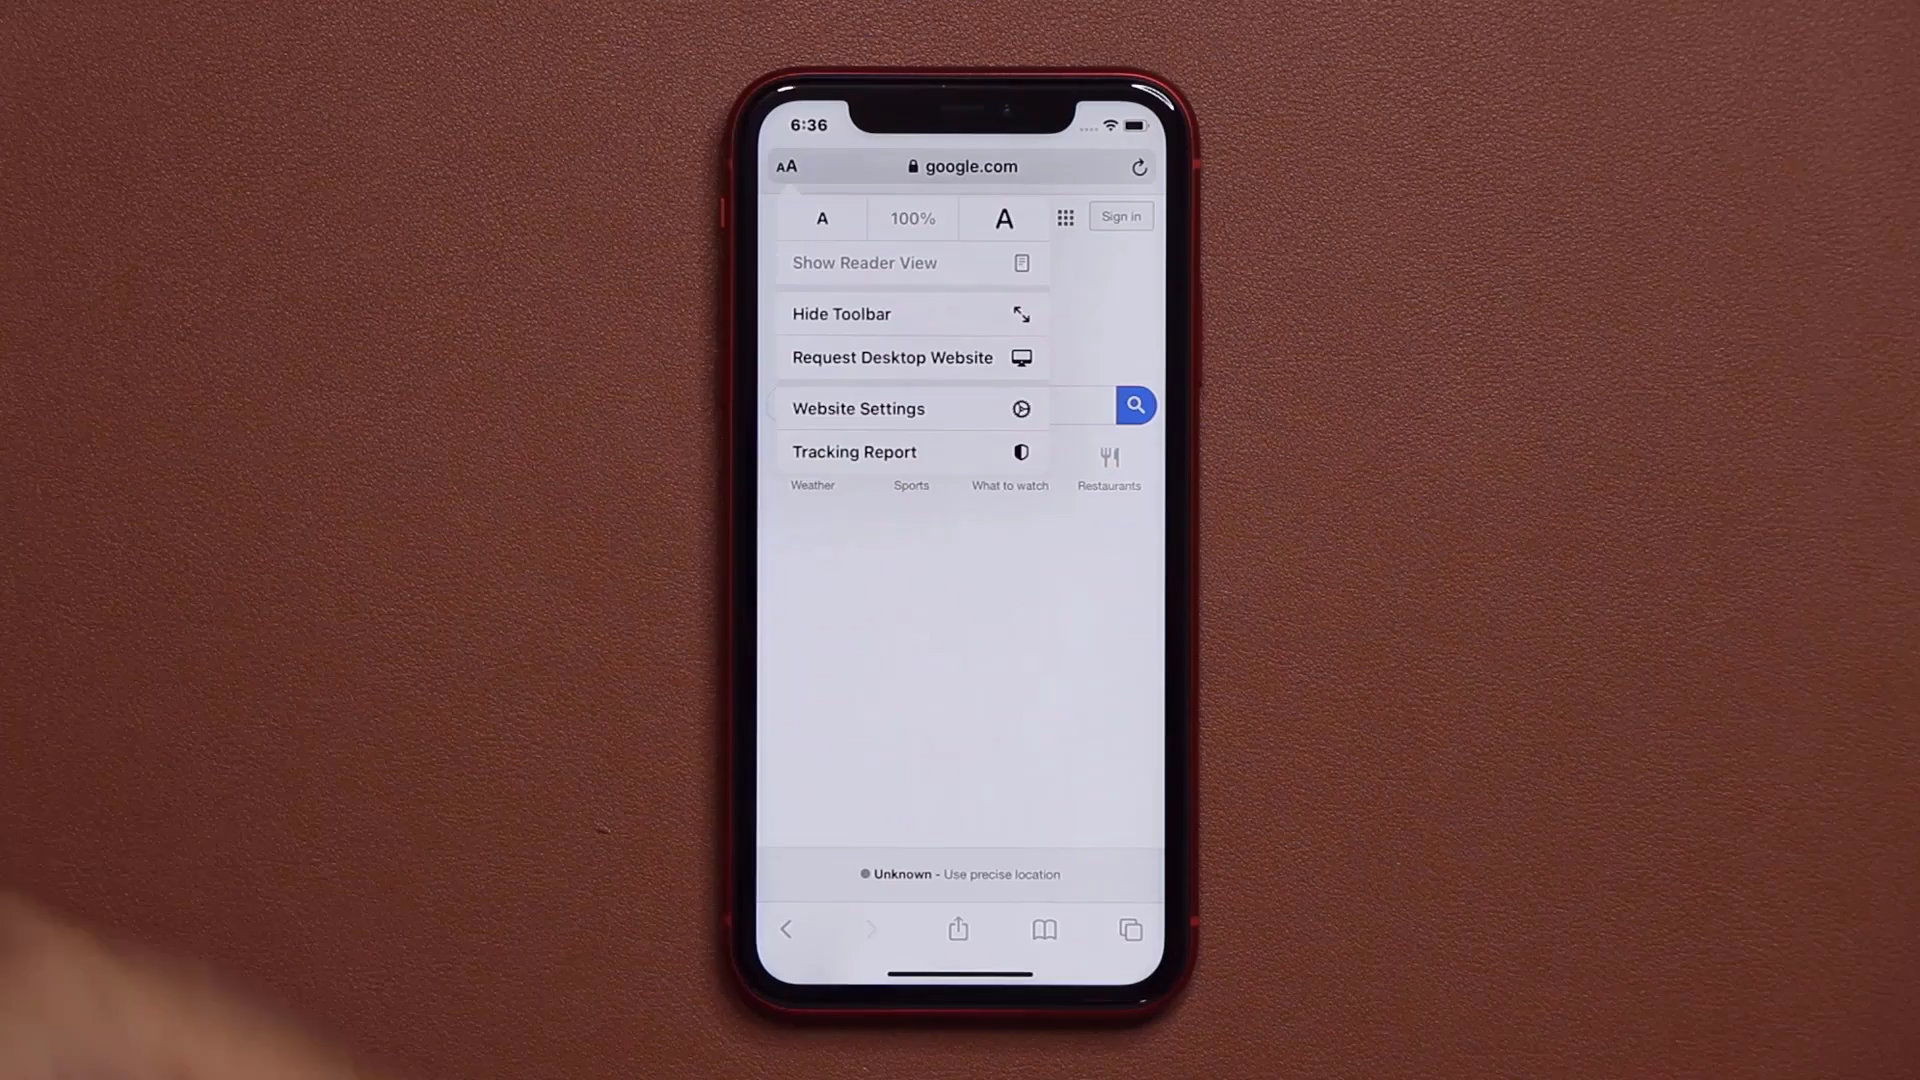 6:36
AA
google.com
A 100% A
Sign in
Show Reader View
Hide Toolbar
Request Desktop Website
Website Settings
Tracking Report
Weather Sports What to watch Restaurants
Unknown - Use precise location